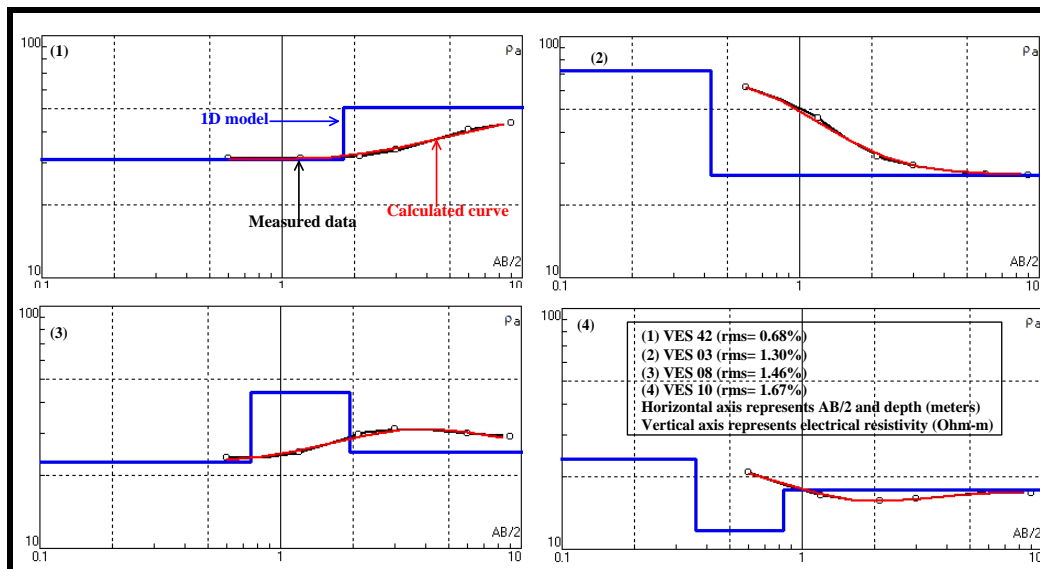 100
(1)
ρa
1D model
Measured data
Calculated curve
10
AB/2
0.1
1
10
100
(2)
ρa
10
AB/2
0.1
1
10
100
(3)
ρa
10
AB/2
0.1
1
10
100
(4)
ρa
(1) VES 42 (rms= 0.68%)
(2) VES 03 (rms= 1.30%)
(3) VES 08 (rms= 1.46%)
(4) VES 10 (rms= 1.67%)
Horizontal axis represents AB/2 and depth (meters)
Vertical axis represents electrical resistivity (Ohm-m)
10
AB/2
0.1
1
10